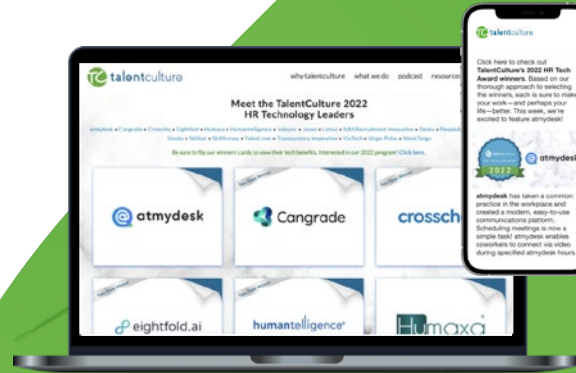 talentculture
why talentculture what we do podcast resources
Meet the TalentCulture 2022
HR Technology Leaders
Be sure to flip our winners' cards to view their tech benefits. Interested in our 2022 program? Click here.
atmydesk
Cangrade
crossch
eightfold.ai
humantelligence
Humaxa
talentculture
Click here to check out
TalentCulture's 2022 HR Tech
Award winners. Based on our
thorough approach to selecting
the winners, each is sure to make
your work—and perhaps your
life—better. This week, we're
excited to feature atmydesk!
2022
atmydesk
atmydesk has taken a common
practice in the workplace and
created a modern, easy-to-use
communications platform.
Scheduling meetings is now a
simple task! atmydesk enables
coworkers to connect via video
during specified atmydesk hours.